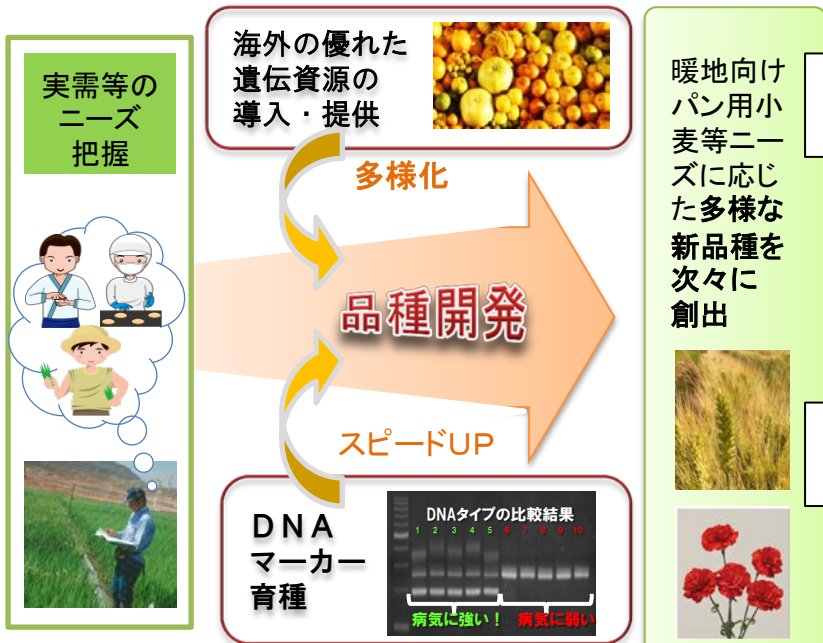 実需等の
ニーズ
把握
海外の優れた
遺伝資源の
導入・提供
多様化
品種開発
スピードUP
DNA
マーカー
育種
DNAタイプの比較結果
1 2 3 4 5 6 7 8 9 10
病気に強い！ 病気に弱い
暖地向け
パン用小
麦等ニー
ズに応じ
た多様な
新品種を
次々に
創出